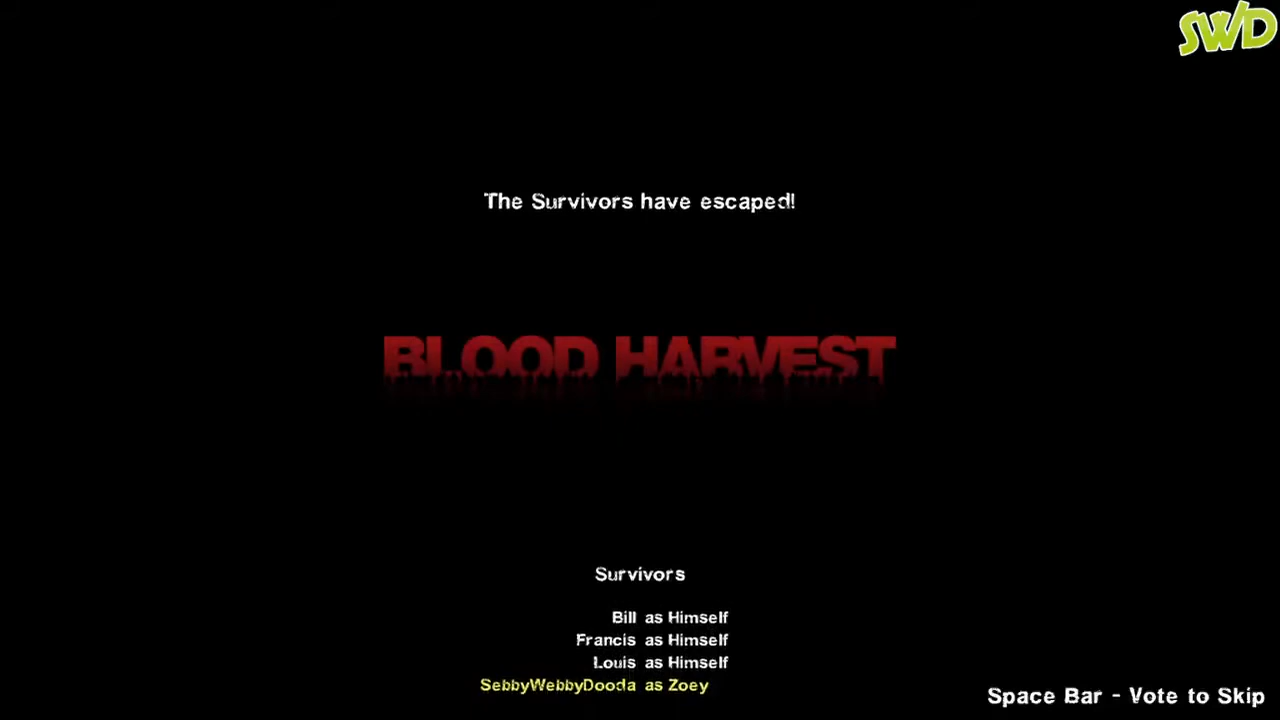 SWD
The Survivors have escaped!
BLOOD HARVEST
Survivors
Bill as Himself
Francis as Himself
Louis as Himself
SebbyWebbyDooda as Zoey
Space Bar - Vote to Skip